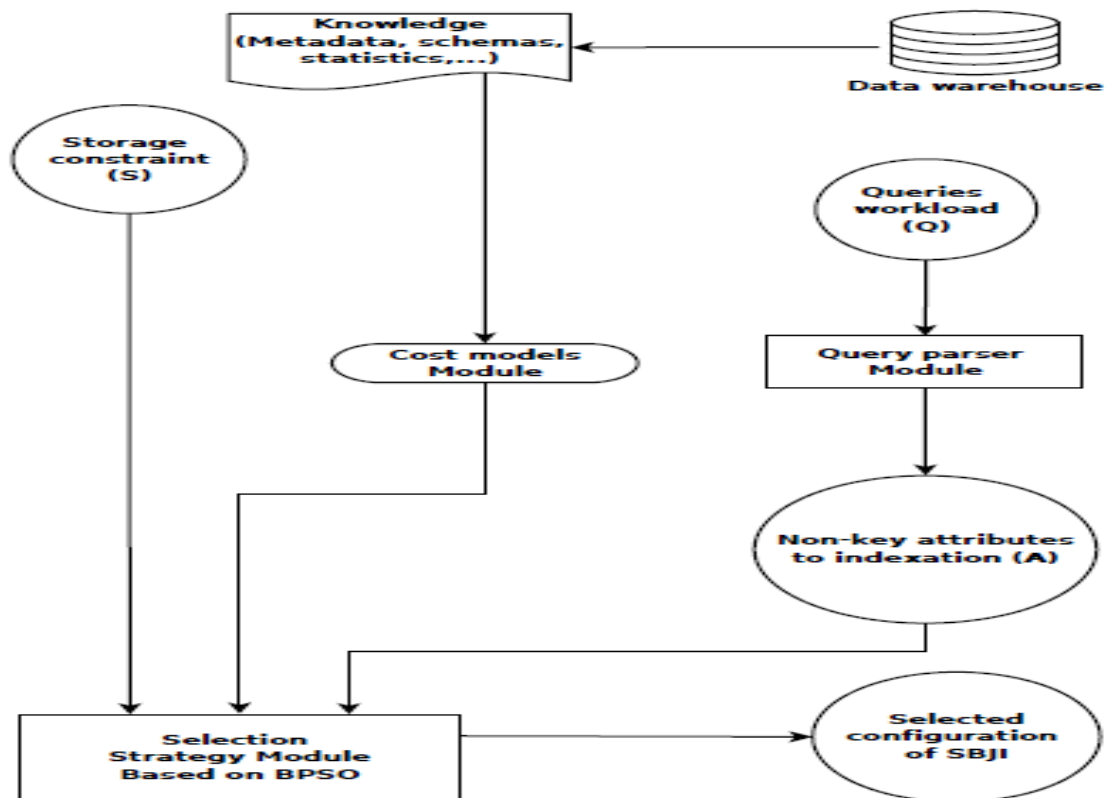 Knowledge
(Metadata, schemas,
statistics,...)
Data warehouse
Storage
constraint
(S)
Queries
workload
(Q)
Cost models
Module
Query parser
Module
Non-key attributes
to indexation (A)
Selection
Strategy Module
Based on BPSO
Selected
configuration
of SBJI